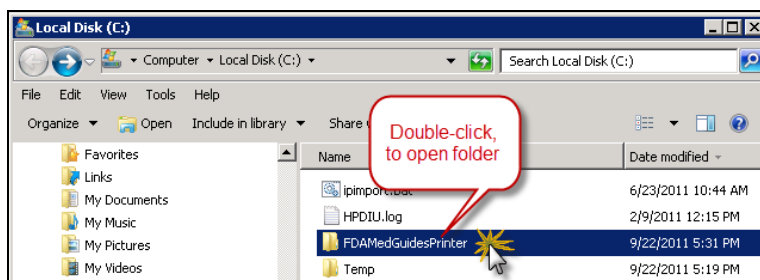 Local Disk (C:)
Computer Local Disk (C:) Search Local Disk (C:)
File Edit View Tools Help
Organize Open Include in library Share
Double-click,
to open folder
Favorites Name Date modified
Links ipimport.bat 6/23/2011 10:44 AM
My Documents HPDIU.log 2/9/2011 12:15 PM
My Music FDAMedGuidesPrinter 9/22/2011 5:31 PM
My Pictures Temp 9/22/2011 5:19 PM
My Videos